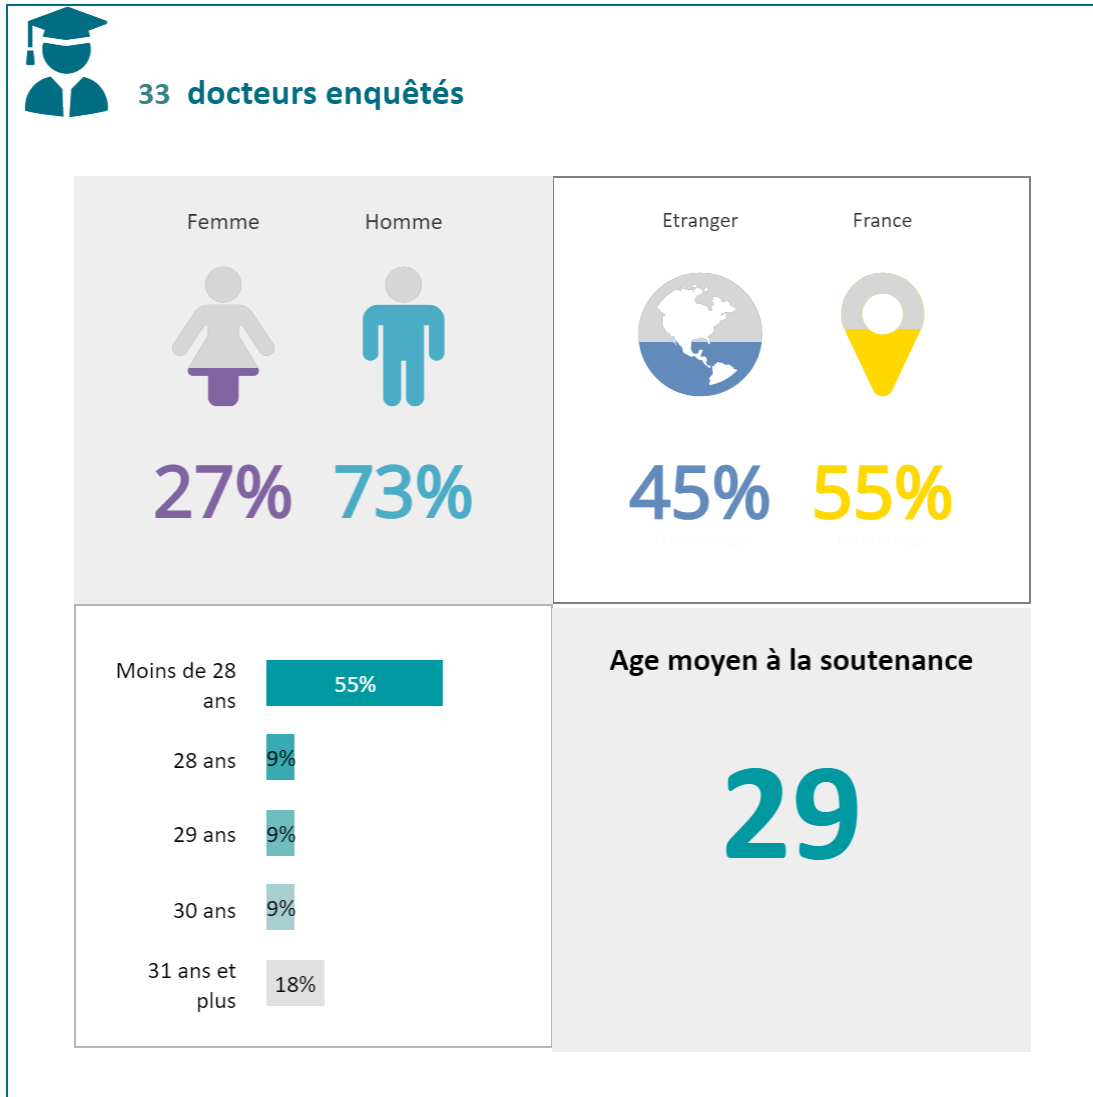 33 docteurs enquêtés
Femme Homme
27% 73%
Etranger France
45% 55%
Moins de 28
ans
55%
28 ans
9%
29 ans
9%
30 ans
9%
31 ans et
plus
18%
Age moyen à la soutenance
29